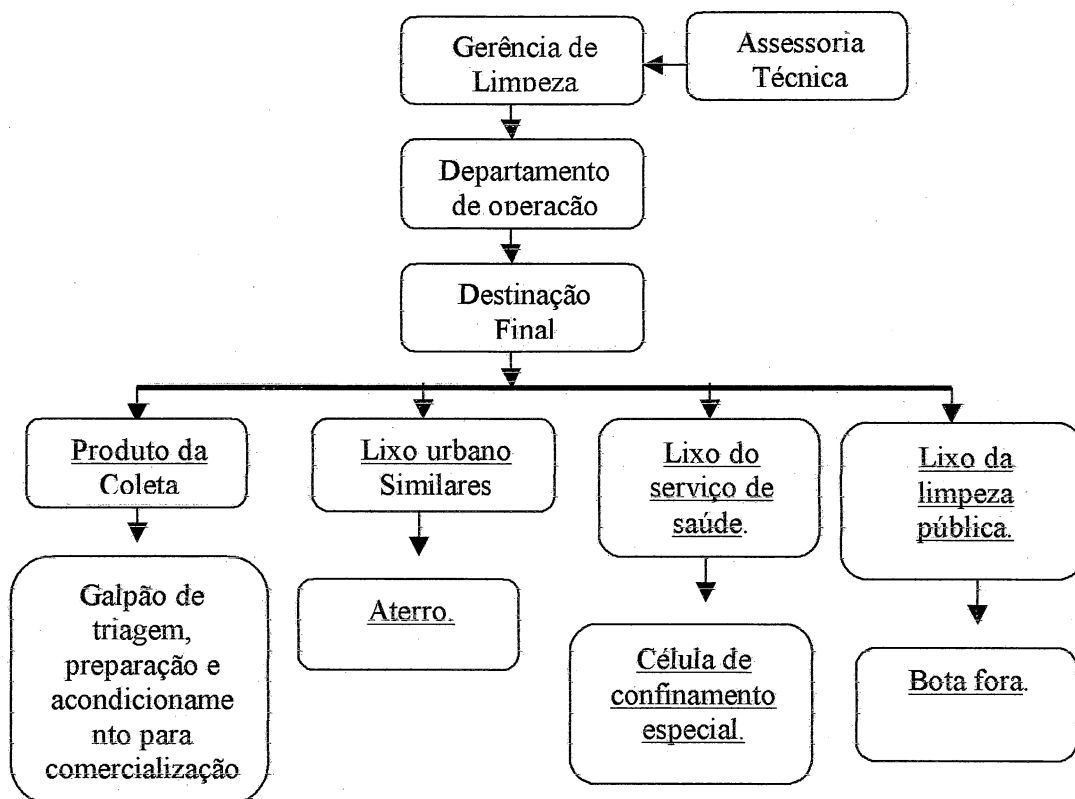 Gerência de
Limpeza
Assessoria
Técnica
Departamento
de operação
Destinação
Final
Produto da
Coleta
Lixo urbano
Similares
Lixo do
serviço de
saúde.
Lixo da
limpeza
pública.
Galpão de
triagem,
preparação e
acondicioname
nto para
comercialização
Aterro.
Célula de
confinamento
especial.
Bota fora.